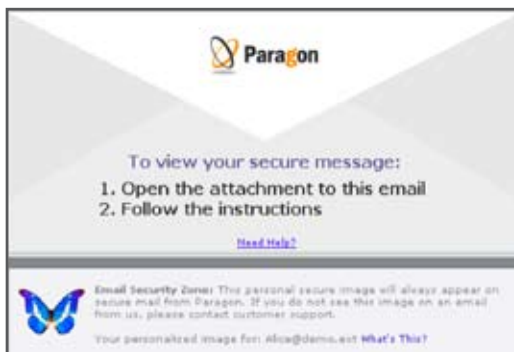 Paragon
To view your secure message:
1. Open the attachment to this email
2. Follow the instructions
Need Help?
Email Security Zone: This personal secure image will always appear on
secure mail from Paragon. If you do not see this image on an email
from us, please contact customer support.
Your personalized image for: Alice@demo.ext What's This?